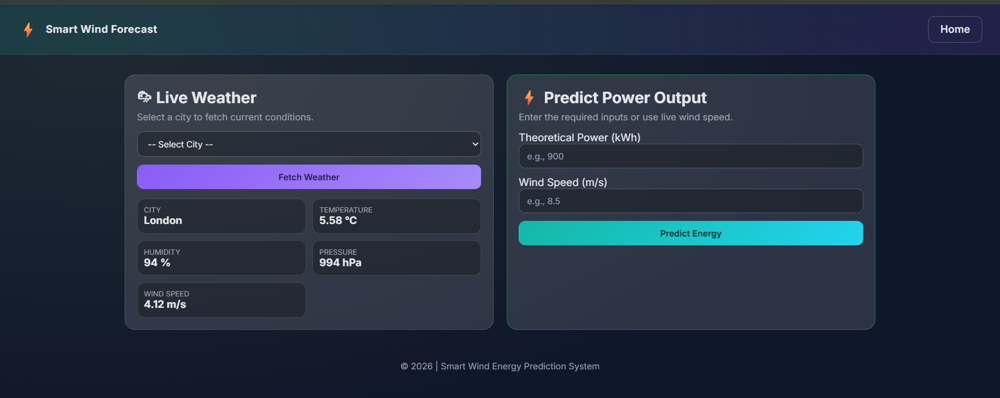 Smart Wind Forecast
Home
Live Weather
Select a city to fetch current conditions.
-- Select City --
Fetch Weather
CITY
London
TEMPERATURE
5.58 °C
HUMIDITY
94 %
PRESSURE
994 hPa
WIND SPEED
4.12 m/s
Predict Power Output
Enter the required inputs or use live wind speed.
Theoretical Power (kWh)
e.g., 900
Wind Speed (m/s)
e.g., 8.5
Predict Energy
© 2026 | Smart Wind Energy Prediction System